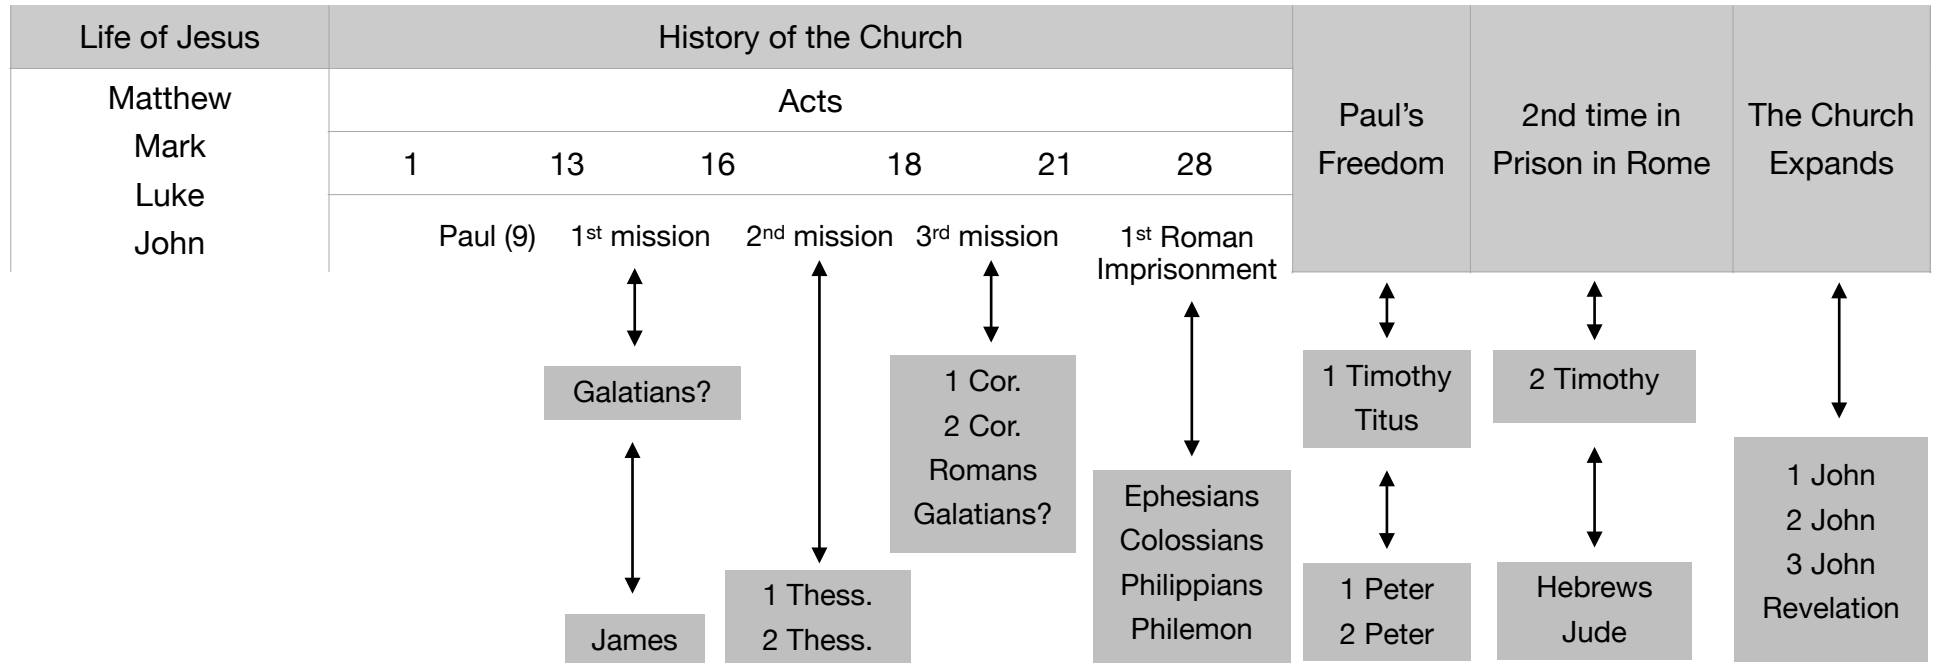 Life of Jesus
History of the Church
Matthew
Mark
Luke
John
Acts
1 13 16 18 21 28
Paul (9) 1st mission 2nd mission 3rd mission 1st Roman
Imprisonment
Paul's
Freedom
2nd time in
Prison in Rome
The Church
Expands
Galatians?
James
1 Thess.
2 Thess.
1 Cor.
2 Cor.
Romans
Galatians?
Ephesians
Colossians
Philippians
Philemon
1 Timothy
Titus
1 Peter
2 Peter
2 Timothy
Hebrews
Jude
1 John
2 John
3 John
Revelation